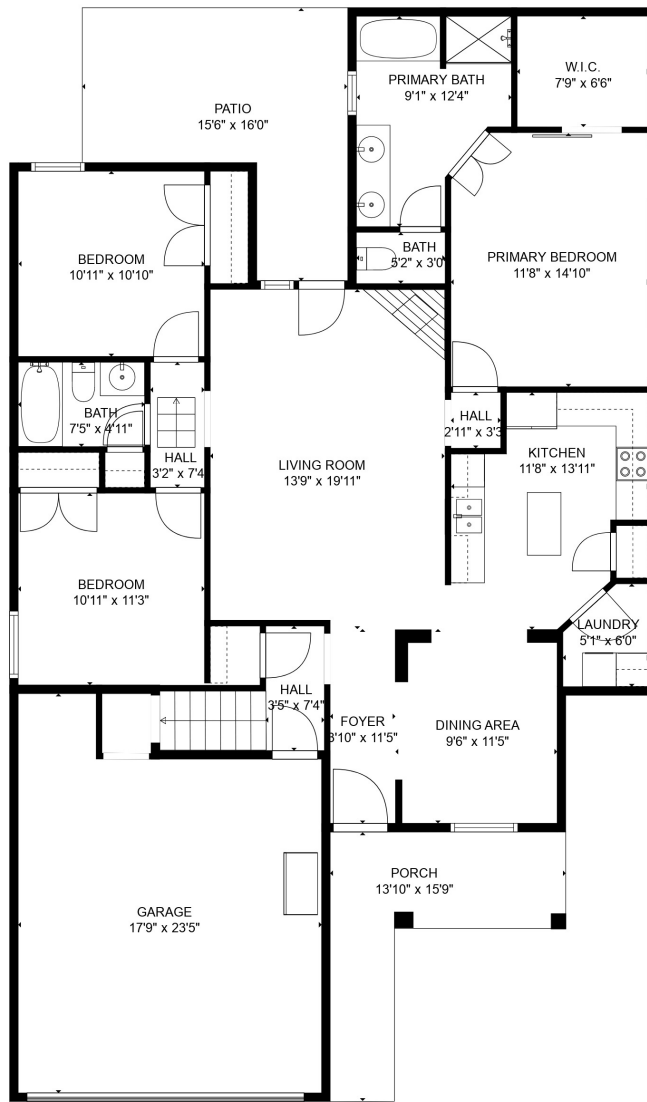 PATIO
15'6" x 16'0"
PRIMARY BATH
9'1" x 12'4"
W.I.C.
7'9" x 6'6"
BEDROOM
10'11" x 10'10"
BATH
5'2" x 3'0
PRIMARY BEDROOM
11'8" x 14'10"
BATH
7'5" x 4'11"
HALL
3'2" x 7'4
LIVING ROOM
13'9" x 19'11"
HALL
2'11" x 3'3
KITCHEN
11'8" x 13'11"
BEDROOM
10'11" x 11'3"
LAUNDRY
5'1" x 6'0"
HALL
3'5" x 7'4"
FOYER
3'10" x 11'5"
DINING AREA
9'6" x 11'5"
PORCH
13'10" x 15'9"
GARAGE
17'9" x 23'5"